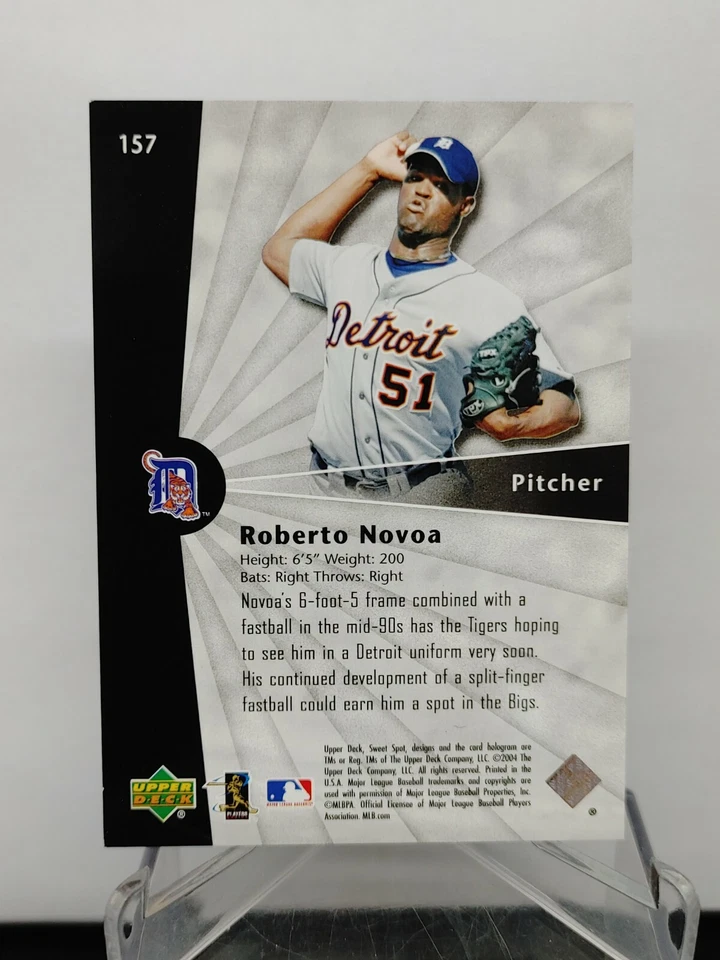 157
Detroit
51
TPX
TPX
Pitcher
TM
Roberto Novoa
Height: 6'5" Weight: 200
Bats: Right Throws: Right
Novoa's 6-foot-5 frame combined with a
fastball in the mid-90s has the Tigers hoping
to see him in a Detroit uniform very soon.
His continued development of a split-finger
fastball could earn him a spot in the Bigs.
Upper Deck, Sweet Spot, designs and the card hologram are
TMs or Reg. TMs of The Upper Deck Company, LLC. ©2004 The
Upper Deck Company, LLC. All rights reserved. Printed in the
U.S.A. Major League Baseball trademarks and copyrights are
used with permission of Major League Baseball Properties, Inc.
©MLBPA. Official Licensee of Major League Baseball Players
Association. MLB.com
UPPER
DECK
®
®